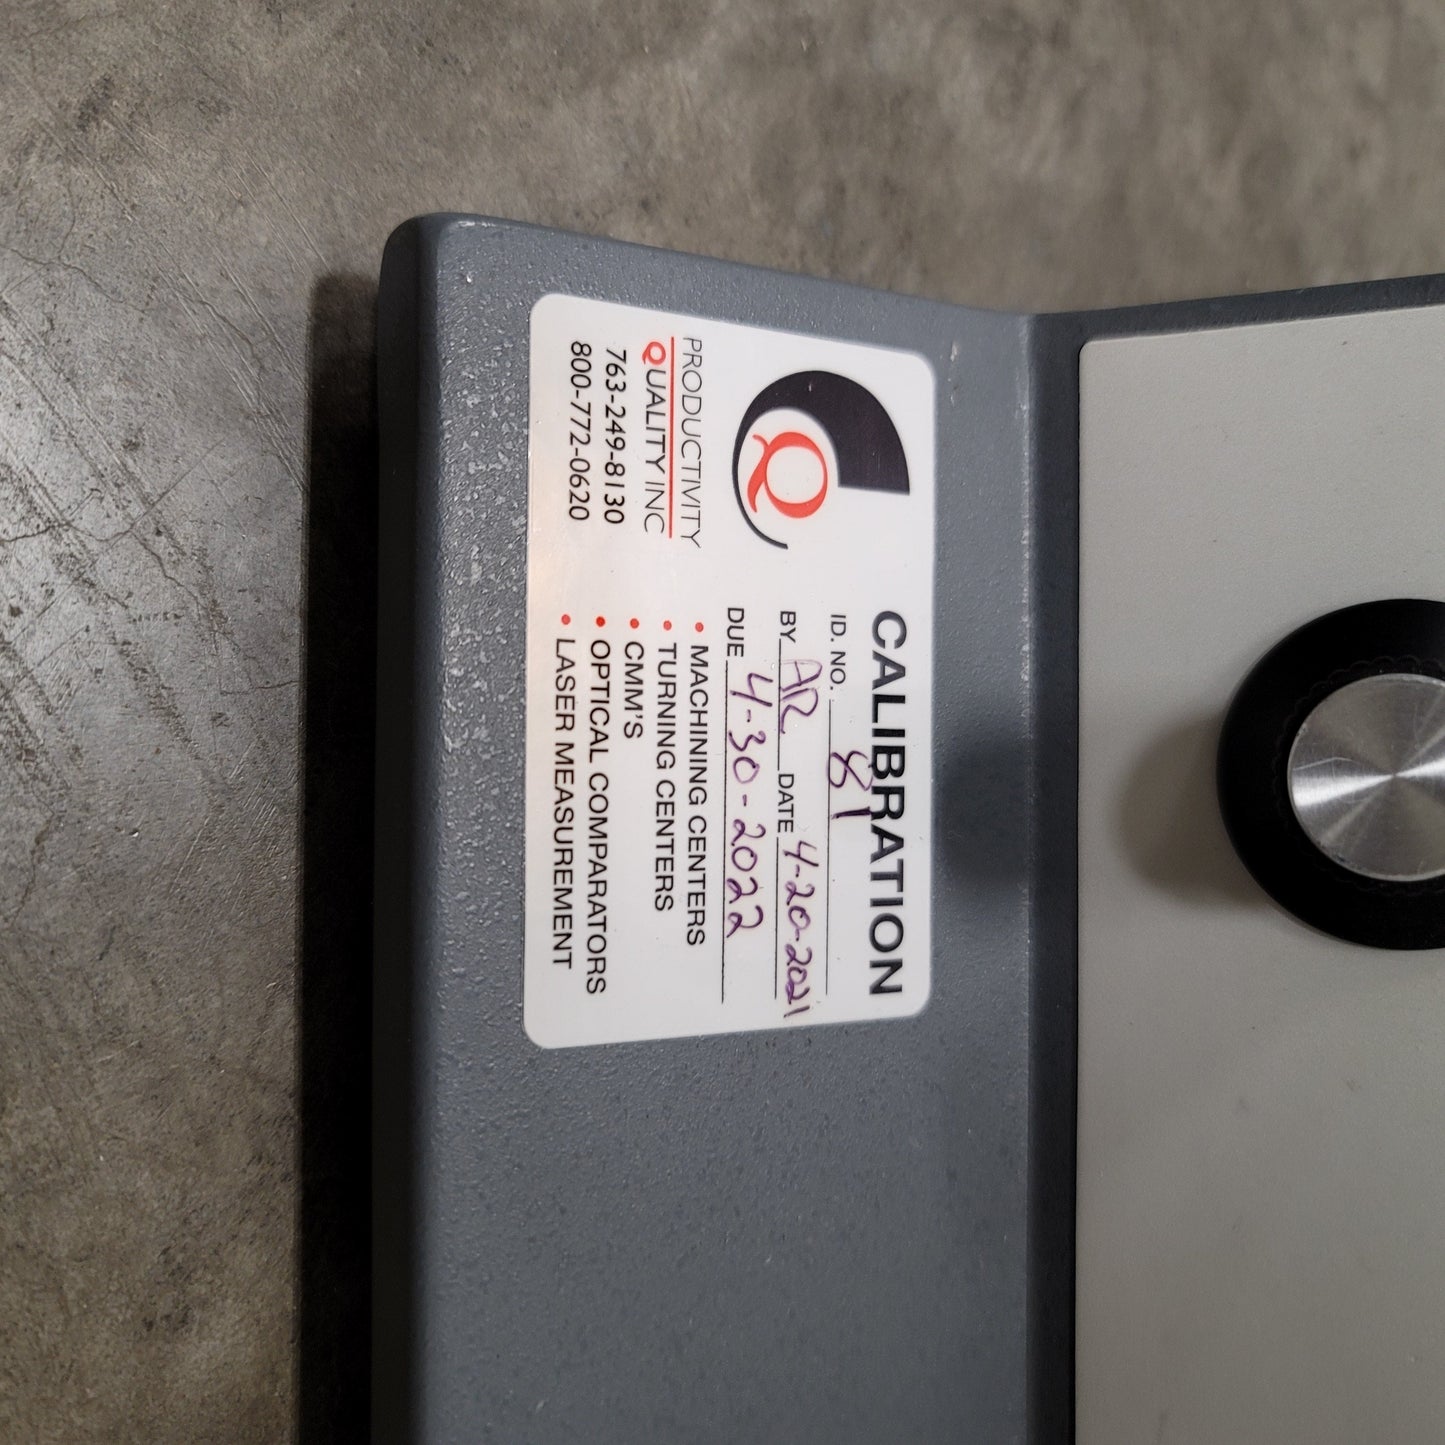 Q
PRODUCTIVITY
QUALITY INC
763-249-8130
800-772-0620
CALIBRATION
ID. NO. 81
BY AR DATE 4-20-2021
DUE 4-30-2022
• MACHINING CENTERS
• TURNING CENTERS
• CMM'S
• OPTICAL COMPARATORS
• LASER MEASUREMENT